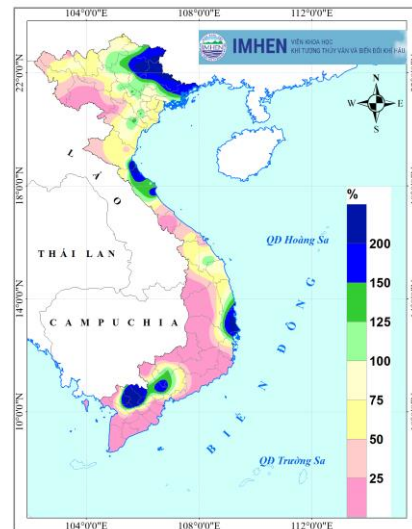 104°0'0"E
108°0'0"E
112°0'0"E
IMHEN
VIỆN KHOA HỌC
KHÍ TƯỢNG THỦY VĂN VÀ BIẾN ĐỔI KHÍ HẬU
22°0'0"N
N
W E
S
LÀO
18°0'0"N
%
THÁI LAN
QĐ Hoàng Sa
200
150
14°0'0"N
CAMPUCHIA
125
100
75
BIỂN ĐÔNG
10°0'0"N
50
QĐ Trường Sa
25
104°0'0"E
108°0'0"E
112°0'0"E